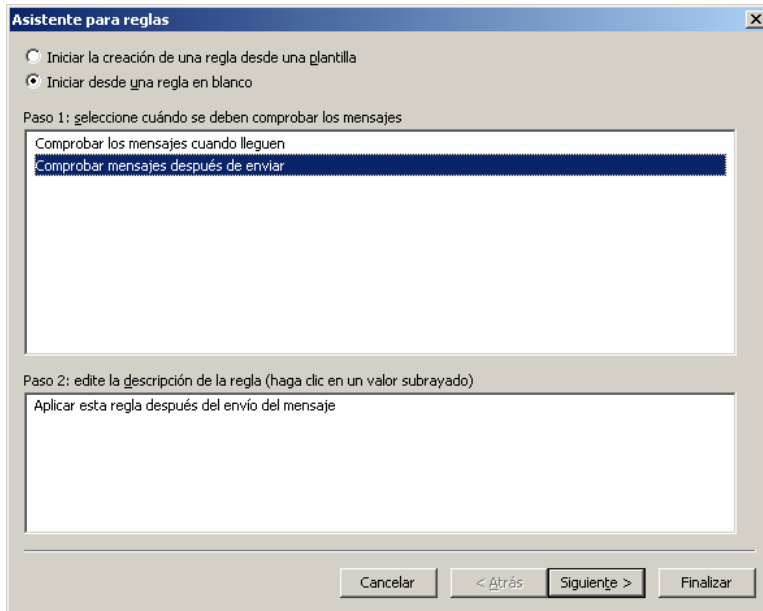 Asistente para reglas
Iniciar la creación de una regla desde una plantilla
Iniciar desde una regla en blanco
Paso 1: seleccione cuándo se deben comprobar los mensajes
Comprobar los mensajes cuando lleguen
Comprobar mensajes después de enviar
Paso 2: edite la descripción de la regla (haga clic en un valor subrayado)
Aplicar esta regla después del envío del mensaje
Cancelar < Atrás Siguiente > Finalizar